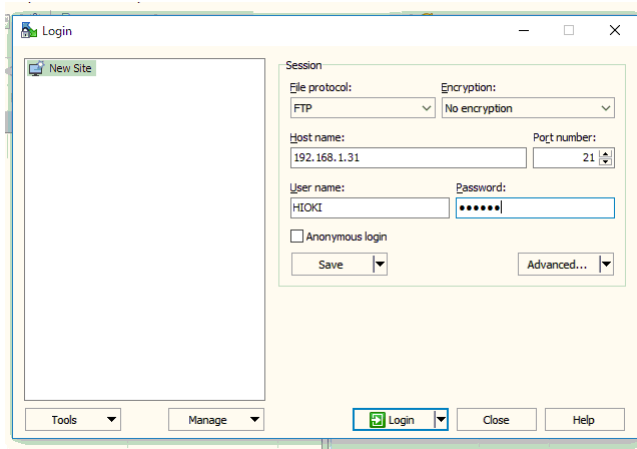 Login
New Site
Session
File protocol: Encryption:
FTP No encryption
Host name: Port number:
192.168.1.31 21
User name: Password:
HIOKI ••••••
Anonymous login
Save Advanced...
Tools Manage Login Close Help